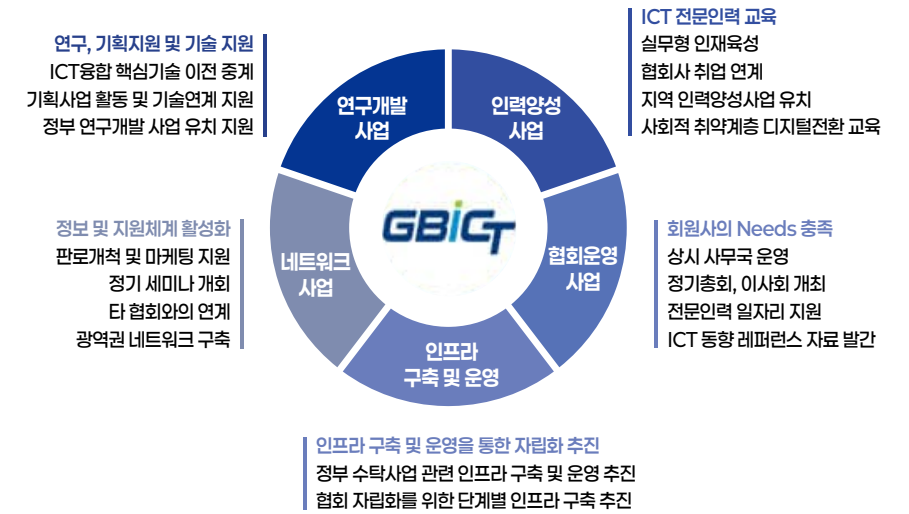 연구, 기획지원 및 기술 지원
ICT융합 핵심기술 이전 중계
기획사업 활동 및 기술연계 지원
정부 연구개발 사업 유치 지원
ICT 전문인력 교육
실무형 인재육성
협회사 취업 연계
지역 인력양성사업 유치
사회적 취약계층 디지털전환 교육
연구개발
사업
인력양성
사업
GBICT
네트워크
사업
협회운영
사업
인프라
구축 및 운영
정보 및 지원체계 활성화
판로개척 및 마케팅 지원
정기 세미나 개회
타 협회와의 연계
광역권 네트워크 구축
회원사의 Needs 충족
상시 사무국 운영
정기총회, 이사회 개최
전문인력 일자리 지원
ICT 동향 레퍼런스 자료 발간
인프라 구축 및 운영을 통한 자립화 추진
정부 수탁사업 관련 인프라 구축 및 운영 추진
협회 자립화를 위한 단계별 인프라 구축 추진